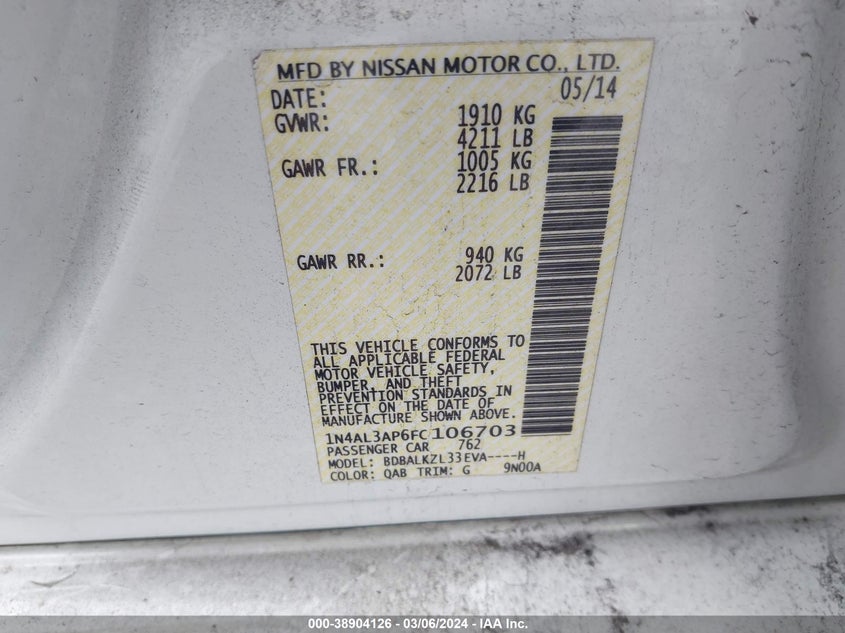 MFD BY NISSAN MOTOR CO., LTD.
DATE: 05/14
GVWR: 1910 KG
4211 LB
GAWR FR.: 1005 KG
2216 LB
GAWR RR.: 940 KG
2072 LB
THIS VEHICLE CONFORMS TO
ALL APPLICABLE FEDERAL
MOTOR VEHICLE SAFETY,
BUMPER, AND THEFT
PREVENTION STANDARDS IN
EFFECT ON THE DATE OF
MANUFACTURE SHOWN ABOVE.
1N4AL3AP6FC106703
PASSENGER CAR 762
MODEL: BDBALKZL33EVA----H
COLOR: QAB TRIM: G 9N00A
000-38904126 - 03/06/2024 - IAA Inc.